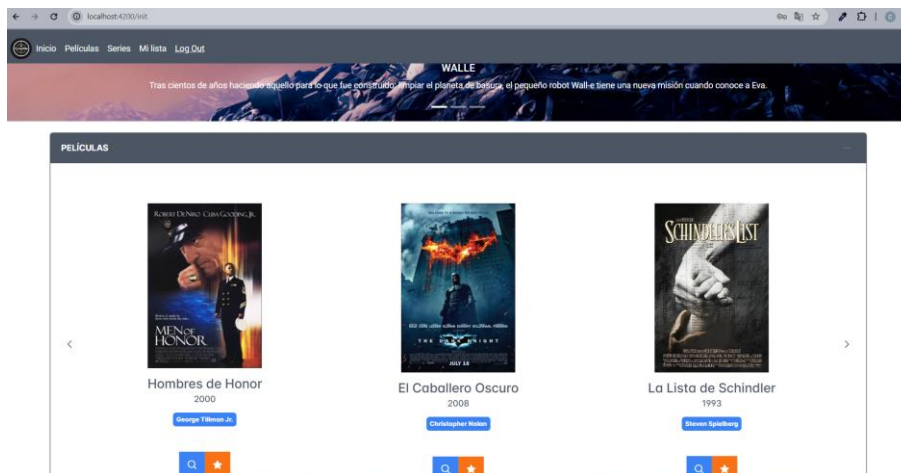 localhost:4200/init
Inicio Películas Series Mi lista Log Out
WALLE
Tras cientos de años haciendo aquello para lo que fue construido: limpiar el planeta de basura, el pequeño robot Wall-e tiene una nueva misión cuando conoce a Eva.
PELÍCULAS
ROBERT DE NIRO CUBA GOODING, JR.
MEN OF
HONOR
Hombres de Honor
2000
George Tillman Jr.
THE DARK KNIGHT
JULY 18
El Caballero Oscuro
2008
Christopher Nolan
SCHINDLER'S LIST
La Lista de Schindler
1993
Steven Spielberg